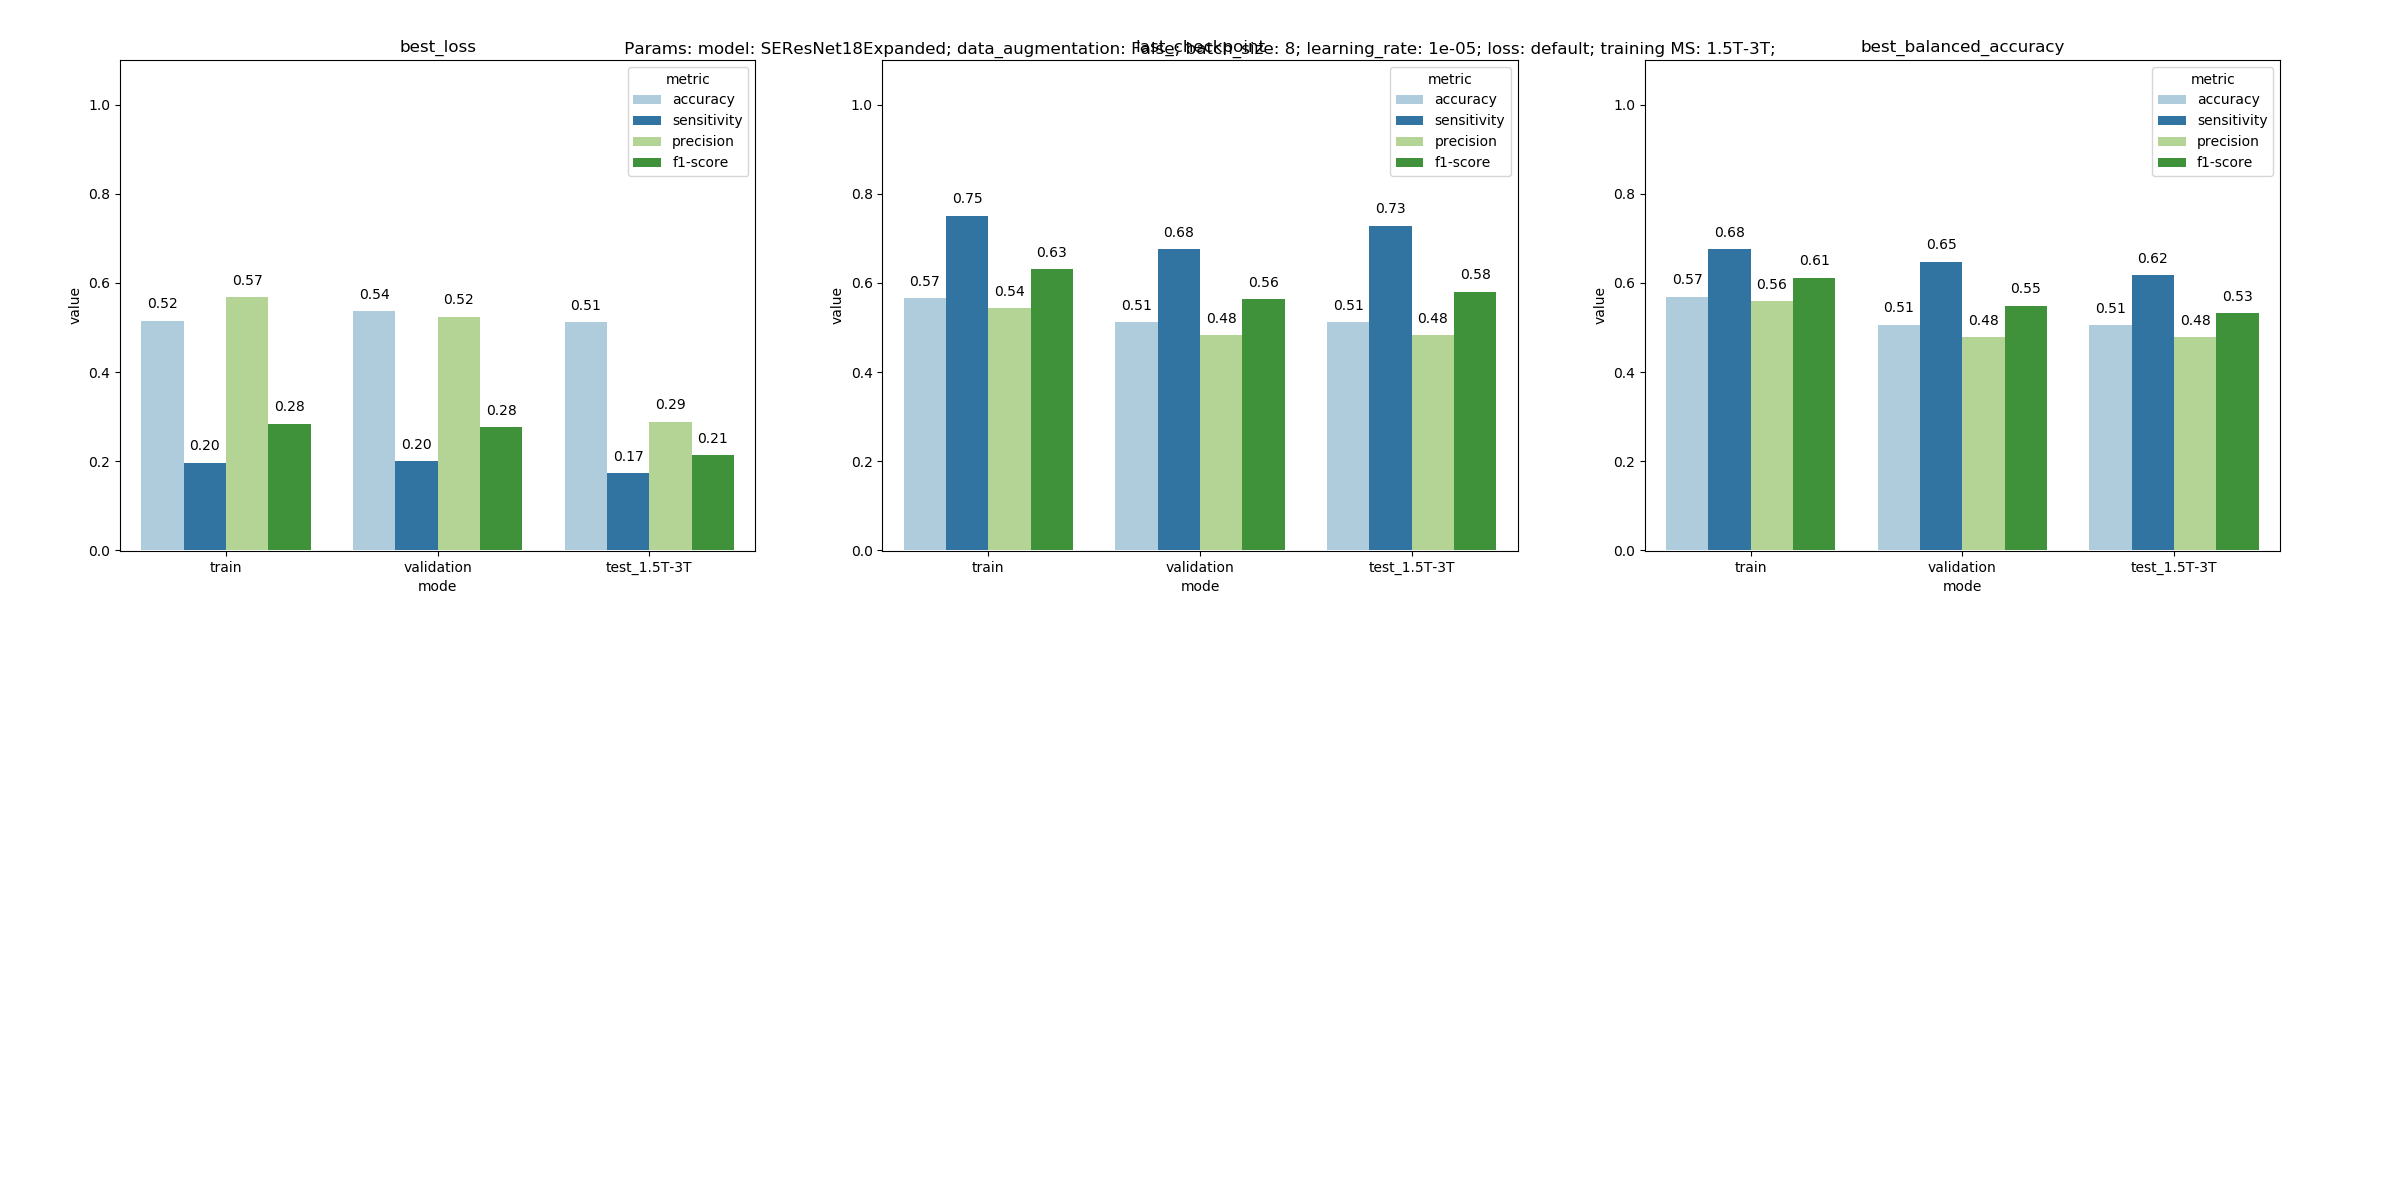 Params: model: SEResNet18Expanded; data_augmentation: False; batch_size: 8; learning_rate: 1e-05; loss: default; training MS: 1.5T-3T;
best_loss
metric
accuracy
sensitivity
precision
f1-score
1.0
0.8
0.6
0.4
0.2
0.0
value
0.52
0.20
0.57
0.28
0.54
0.20
0.52
0.28
0.51
0.17
0.29
0.21
train
validation
test_1.5T-3T
mode
last_checkpoint
metric
accuracy
sensitivity
precision
f1-score
1.0
0.8
0.6
0.4
0.2
0.0
value
0.57
0.75
0.54
0.63
0.51
0.68
0.48
0.56
0.51
0.73
0.48
0.58
train
validation
test_1.5T-3T
mode
best_balanced_accuracy
metric
accuracy
sensitivity
precision
f1-score
1.0
0.8
0.6
0.4
0.2
0.0
value
0.57
0.68
0.56
0.61
0.51
0.65
0.48
0.55
0.51
0.62
0.48
0.53
train
validation
test_1.5T-3T
mode